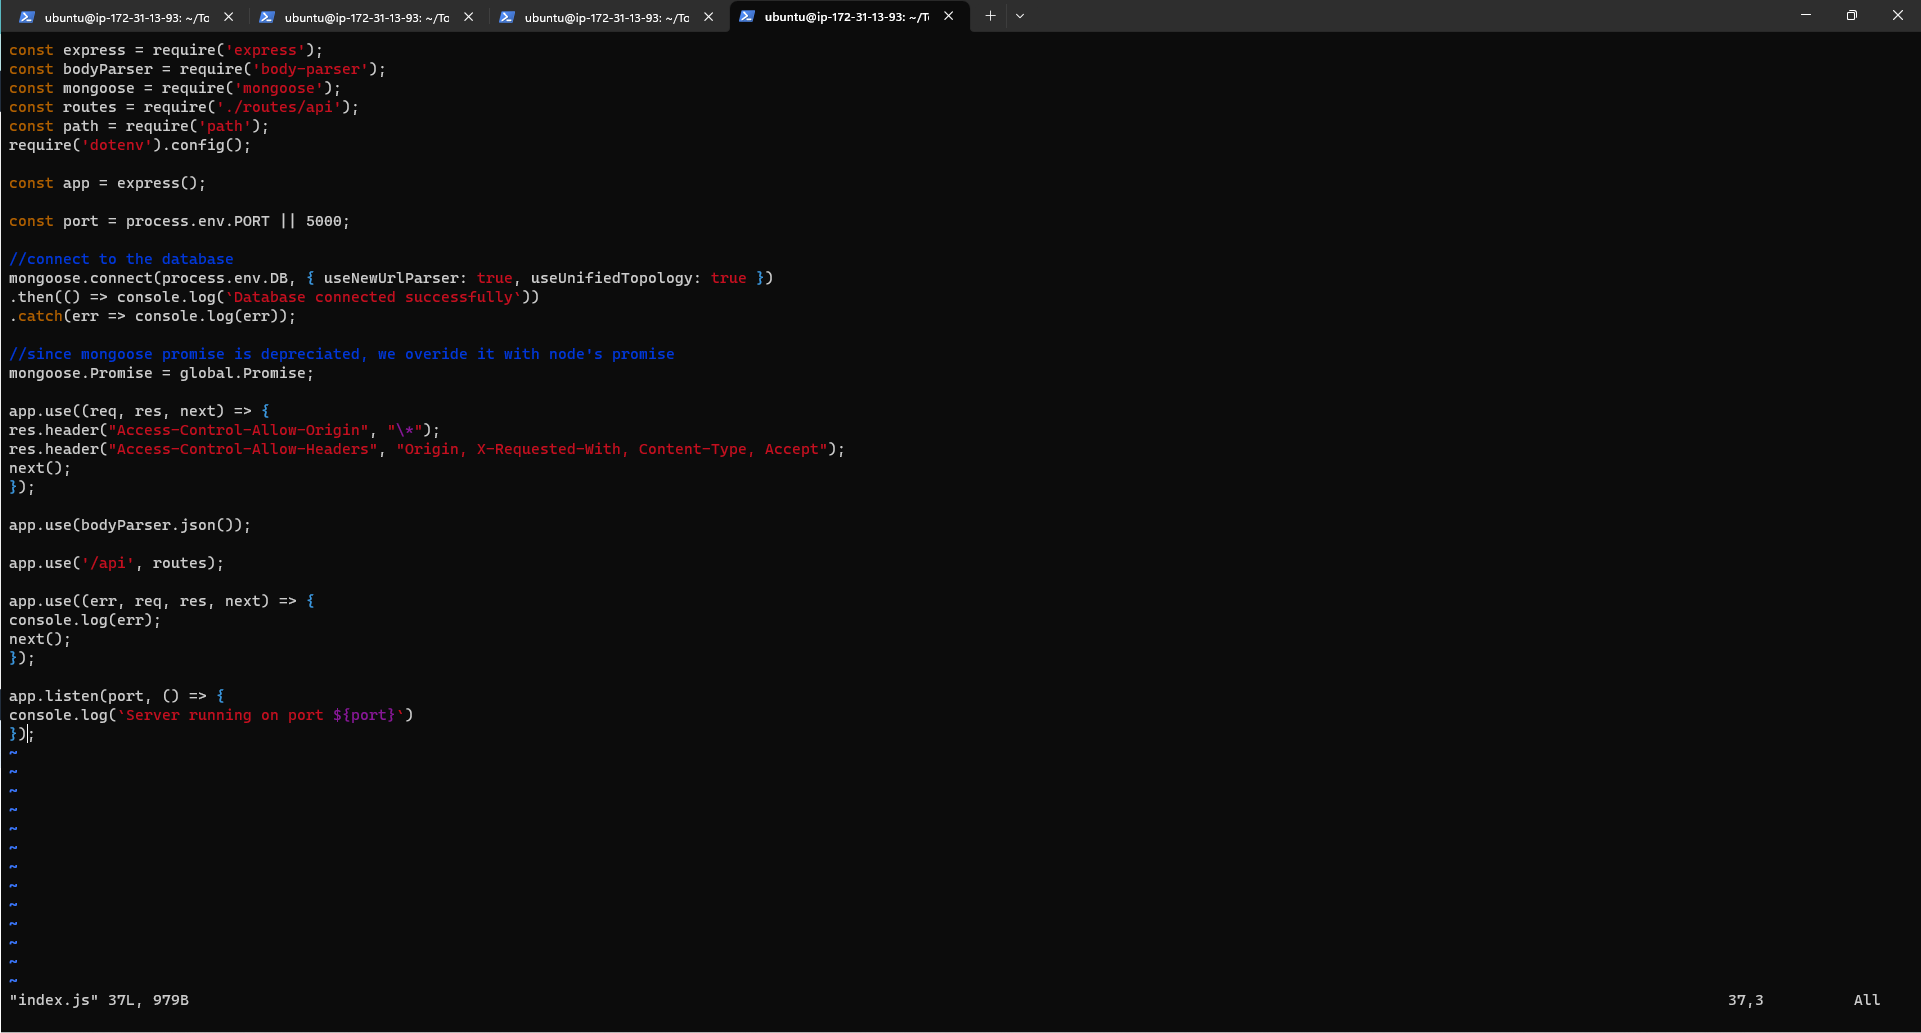 ubuntu@ip-172-31-13-93: ~/To ubuntu@ip-172-31-13-93: ~/To ubuntu@ip-172-31-13-93: ~/To ubuntu@ip-172-31-13-93: ~/T
const express = require('express');
const bodyParser = require('body-parser');
const mongoose = require('mongoose');
const routes = require('./routes/api');
const path = require('path');
require('dotenv').config();
const app = express();
const port = process.env.PORT || 5000;
//connect to the database
mongoose.connect(process.env.DB, { useNewUrlParser: true, useUnifiedTopology: true })
.then(() => console.log(`Database connected successfully`))
.catch(err => console.log(err));
//since mongoose promise is depreciated, we overide it with node's promise
mongoose.Promise = global.Promise;
app.use((req, res, next) => {
res.header("Access-Control-Allow-Origin", "\*");
res.header("Access-Control-Allow-Headers", "Origin, X-Requested-With, Content-Type, Accept");
next();
});
app.use(bodyParser.json());
app.use('/api', routes);
app.use((err, req, res, next) => {
console.log(err);
next();
});
app.listen(port, () => {
console.log(`Server running on port ${port}`)
});
~
~
~
~
~
~
~
~
~
~
~
~
~
"index.js" 37L, 979B 37,3 All